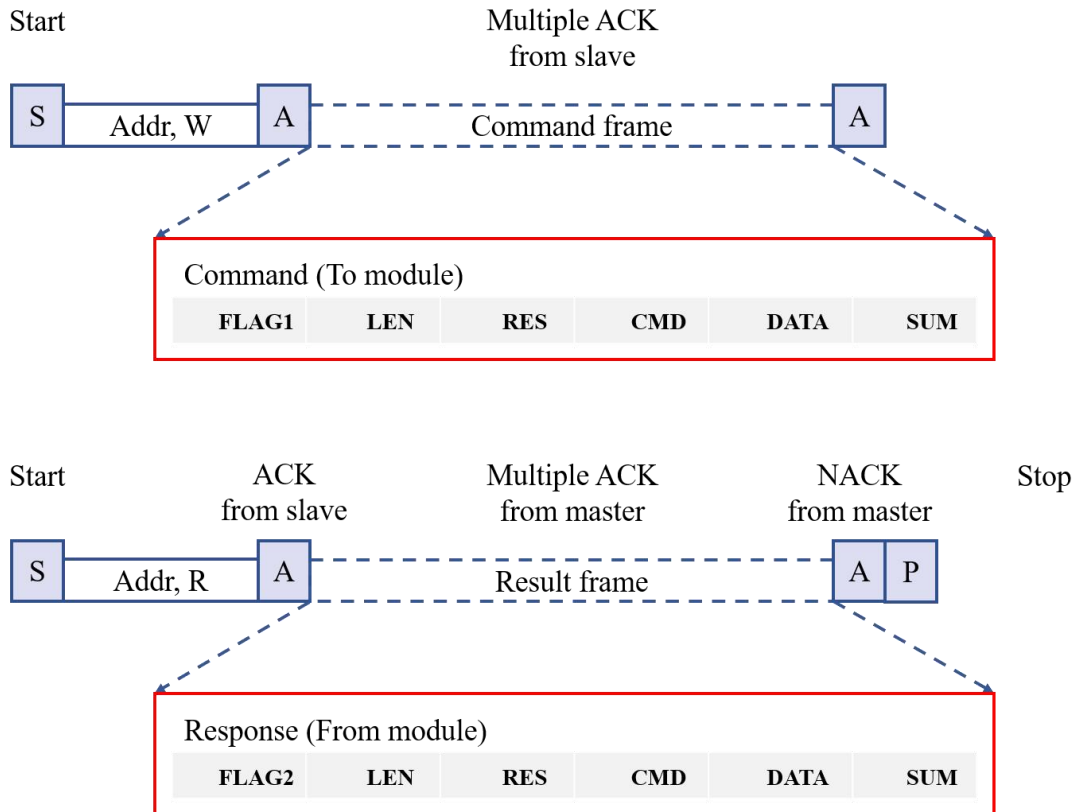 Start
Multiple ACK
from slave
S
Addr, W
A
Command frame
A
Command (To module)
FLAG1 LEN RES CMD DATA SUM
Start
ACK
from slave
Multiple ACK
from master
NACK
from master
Stop
S
Addr, R
A
Result frame
A
P
Response (From module)
FLAG2 LEN RES CMD DATA SUM